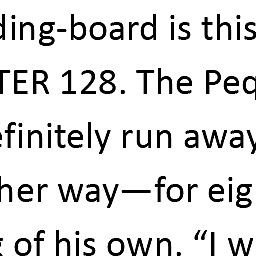 ding-board is this
TER 128. The Peq
efinitely run away
her way—for eig
g of his own. “I w